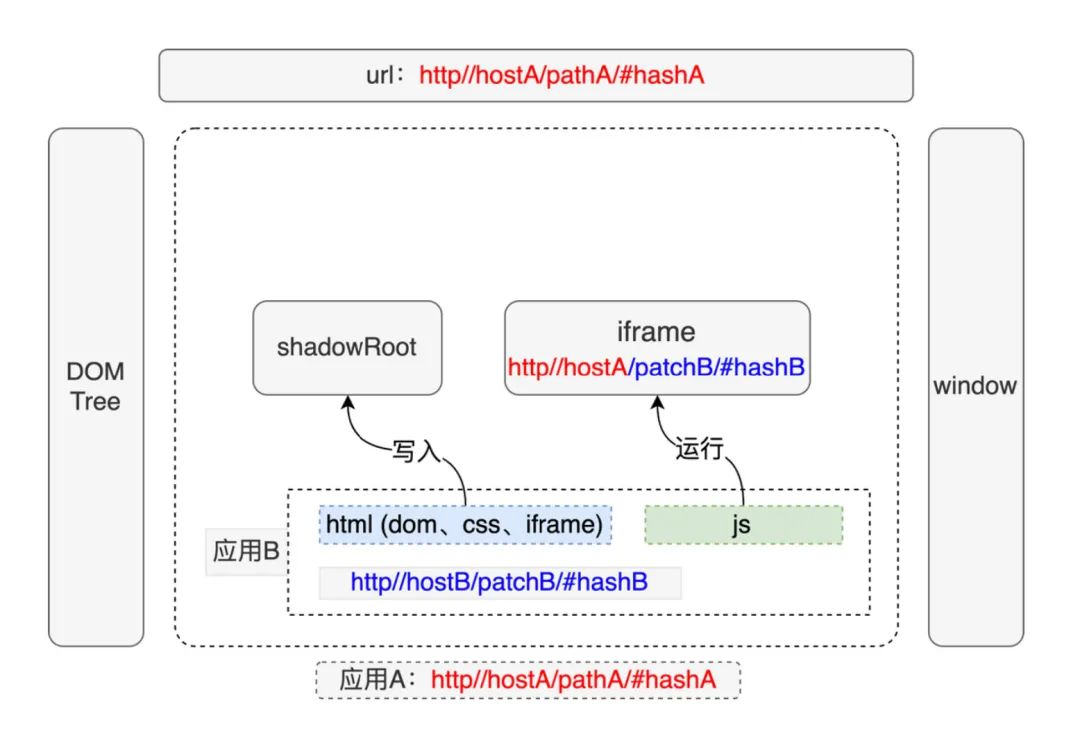 url：http//hostA/pathA/#hashA
DOM
Tree
window
shadowRoot
iframe
http//hostA/patchB/#hashB
写入
运行
应用B
html (dom、css、iframe)
js
http//hostB/patchB/#hashB
应用A：http//hostA/pathA/#hashA